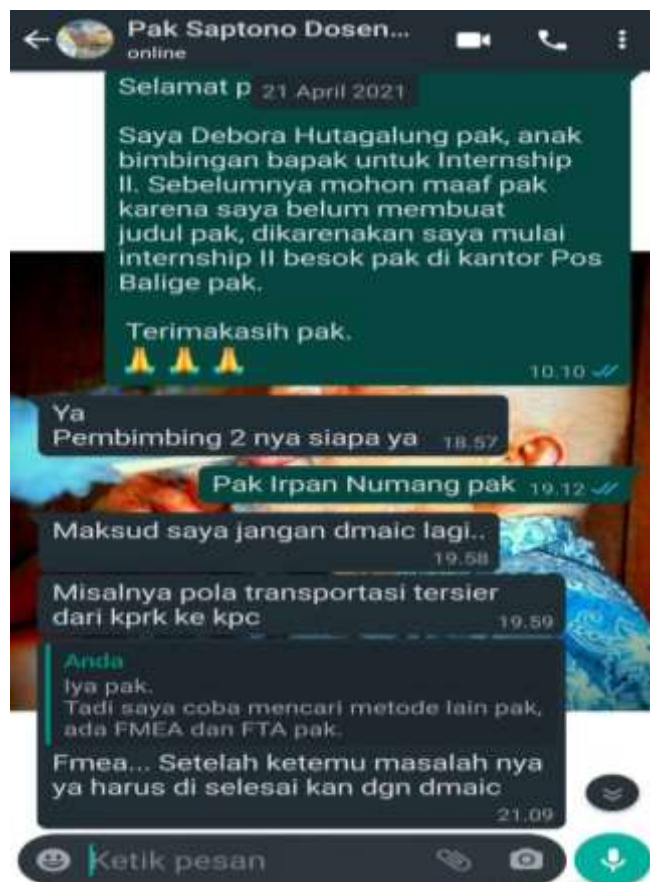 Pak Saptono Dosen...
online
Selamat p
21 April 2021
Saya Debora Hutagalung pak, anak
bimbingan bapak untuk Internship
II. Sebelumnya mohon maaf pak
karena saya belum membuat
judul pak, dikarenakan saya mulai
internship II besok pak di kantor Pos
Balige pak.
Terimakasih pak.
10.10
Ya
Pembimbing 2 nya siapa ya 18.57
Pak Irpan Numang pak 19.12
Maksud saya jangan dmaic lagi..
19.58
Misalnya pola transportasi tersier
dari kprk ke kpc 19.59
Anda
Iya pak.
Tadi saya coba mencari metode lain pak,
ada FMEA dan FTA pak.
Fmea... Setelah ketemu masalah nya
ya harus di selesai kan dgn dmaic
21.09
Ketik pesan